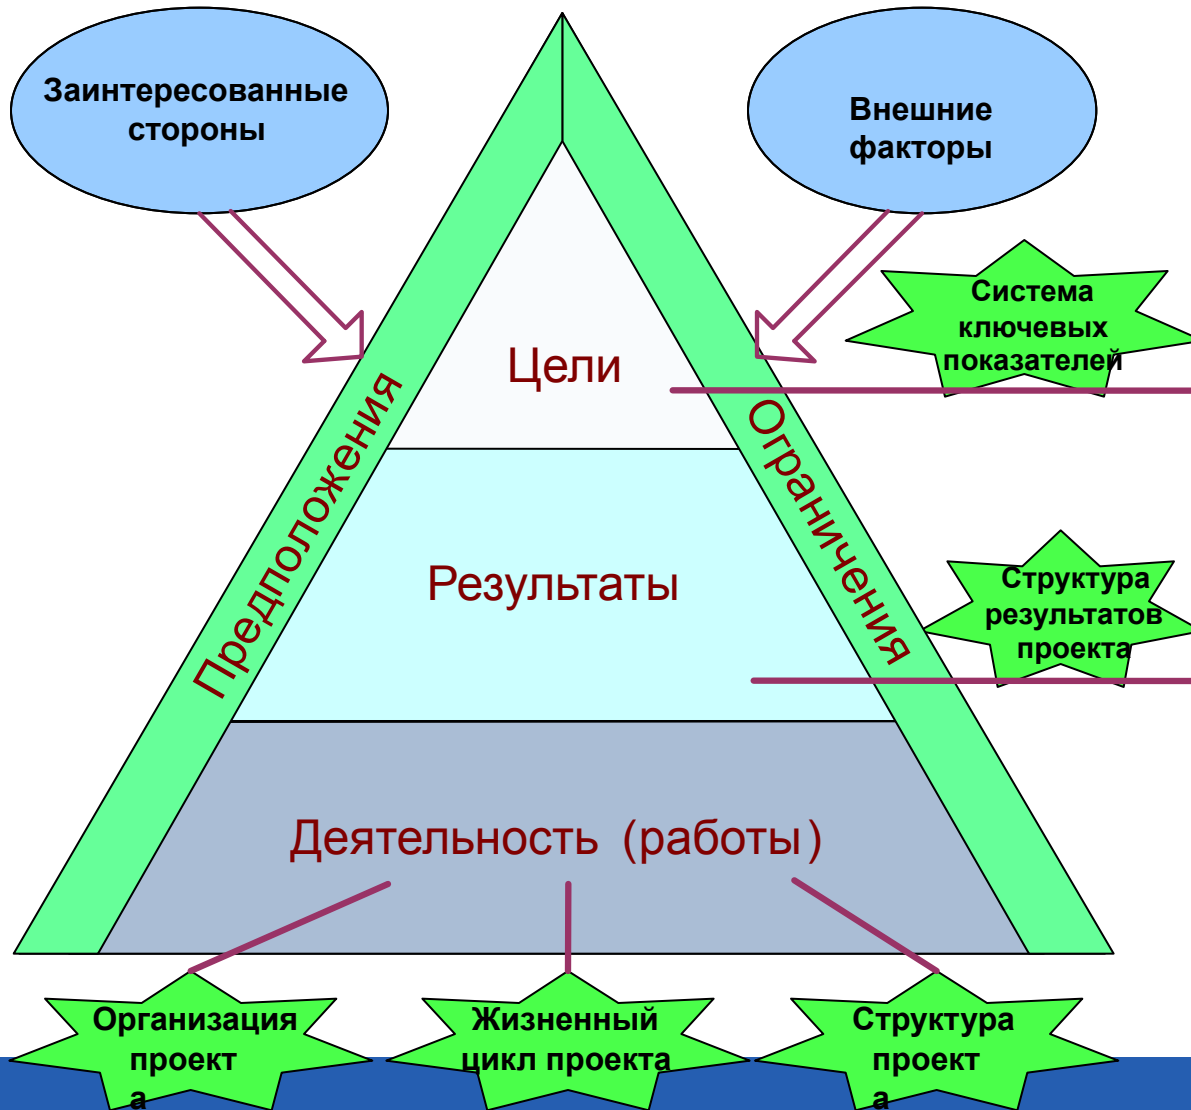 Заинтересованные
стороны
Внешние
факторы
Система
ключевых
показателей
Цели
Предположения
Ограничения
Результаты
Структура
результатов
проекта
Деятельность (работы)
Организация
проект
а
Жизненный
цикл проекта
Структура
проект
а